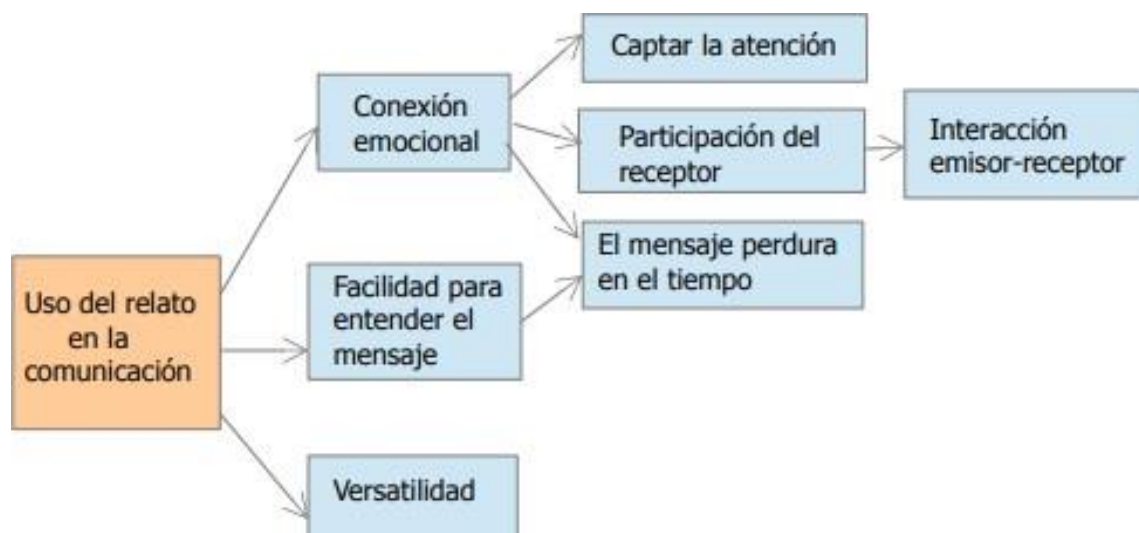 Captar la atención
Conexión
emocional
Participación del
receptor
Interacción
emisor-receptor
El mensaje perdura
en el tiempo
Uso del relato
en la
comunicación
Facilidad para
entender el
mensaje
Versatilidad